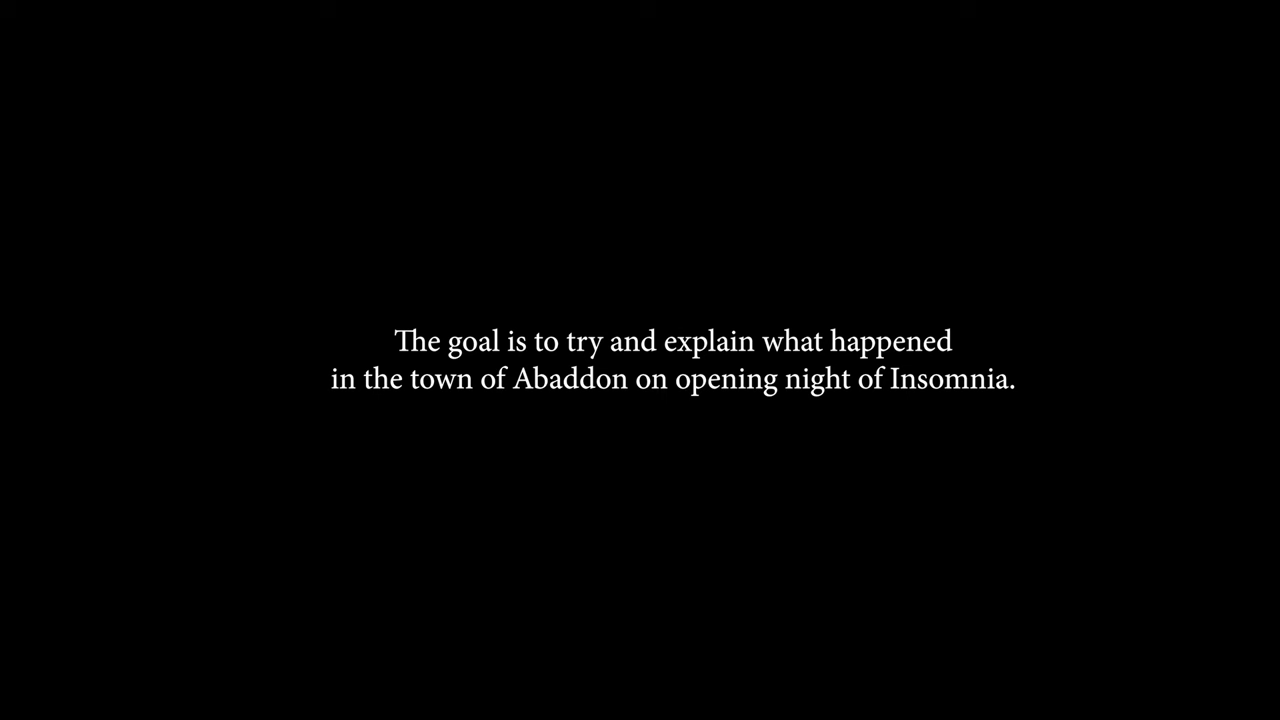 The goal is to try and explain what happened
in the town of Abaddon on opening night of Insomnia.